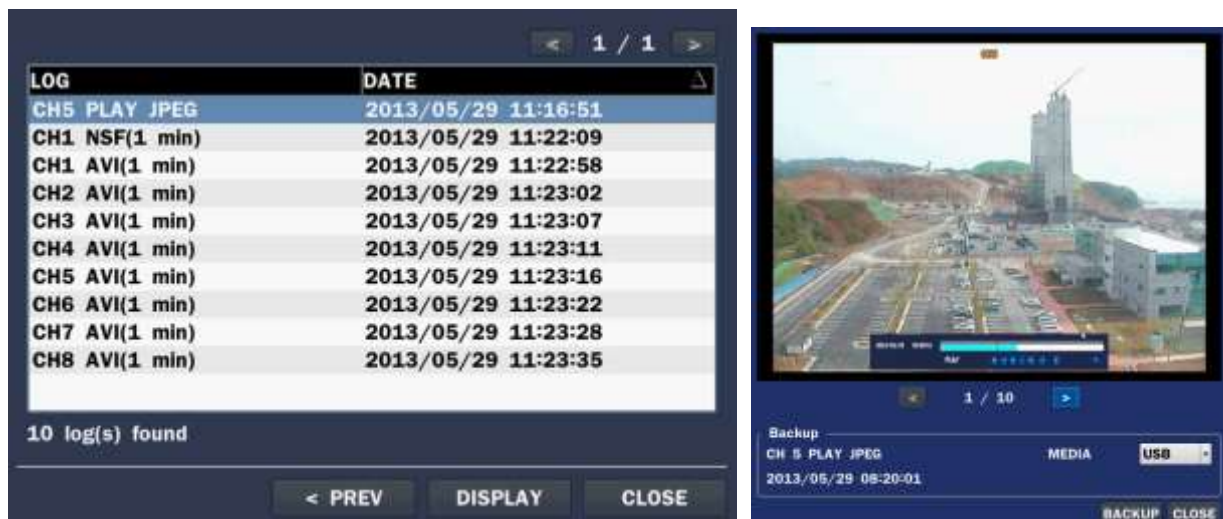 < 1 / 1 >
LOG DATE
CH5 PLAY JPEG 2013/05/29 11:16:51
CH1 NSF(1 min) 2013/05/29 11:22:09
CH1 AVI(1 min) 2013/05/29 11:22:58
CH2 AVI(1 min) 2013/05/29 11:23:02
CH3 AVI(1 min) 2013/05/29 11:23:07
CH4 AVI(1 min) 2013/05/29 11:23:11
CH5 AVI(1 min) 2013/05/29 11:23:16
CH6 AVI(1 min) 2013/05/29 11:23:22
CH7 AVI(1 min) 2013/05/29 11:23:28
CH8 AVI(1 min) 2013/05/29 11:23:35
10 log(s) found
< PREV DISPLAY CLOSE
PLAY
< 1 / 10 >
Backup
CH 5 PLAY JPEG MEDIA USB
2013/05/29 08:20:01
BACKUP CLOSE